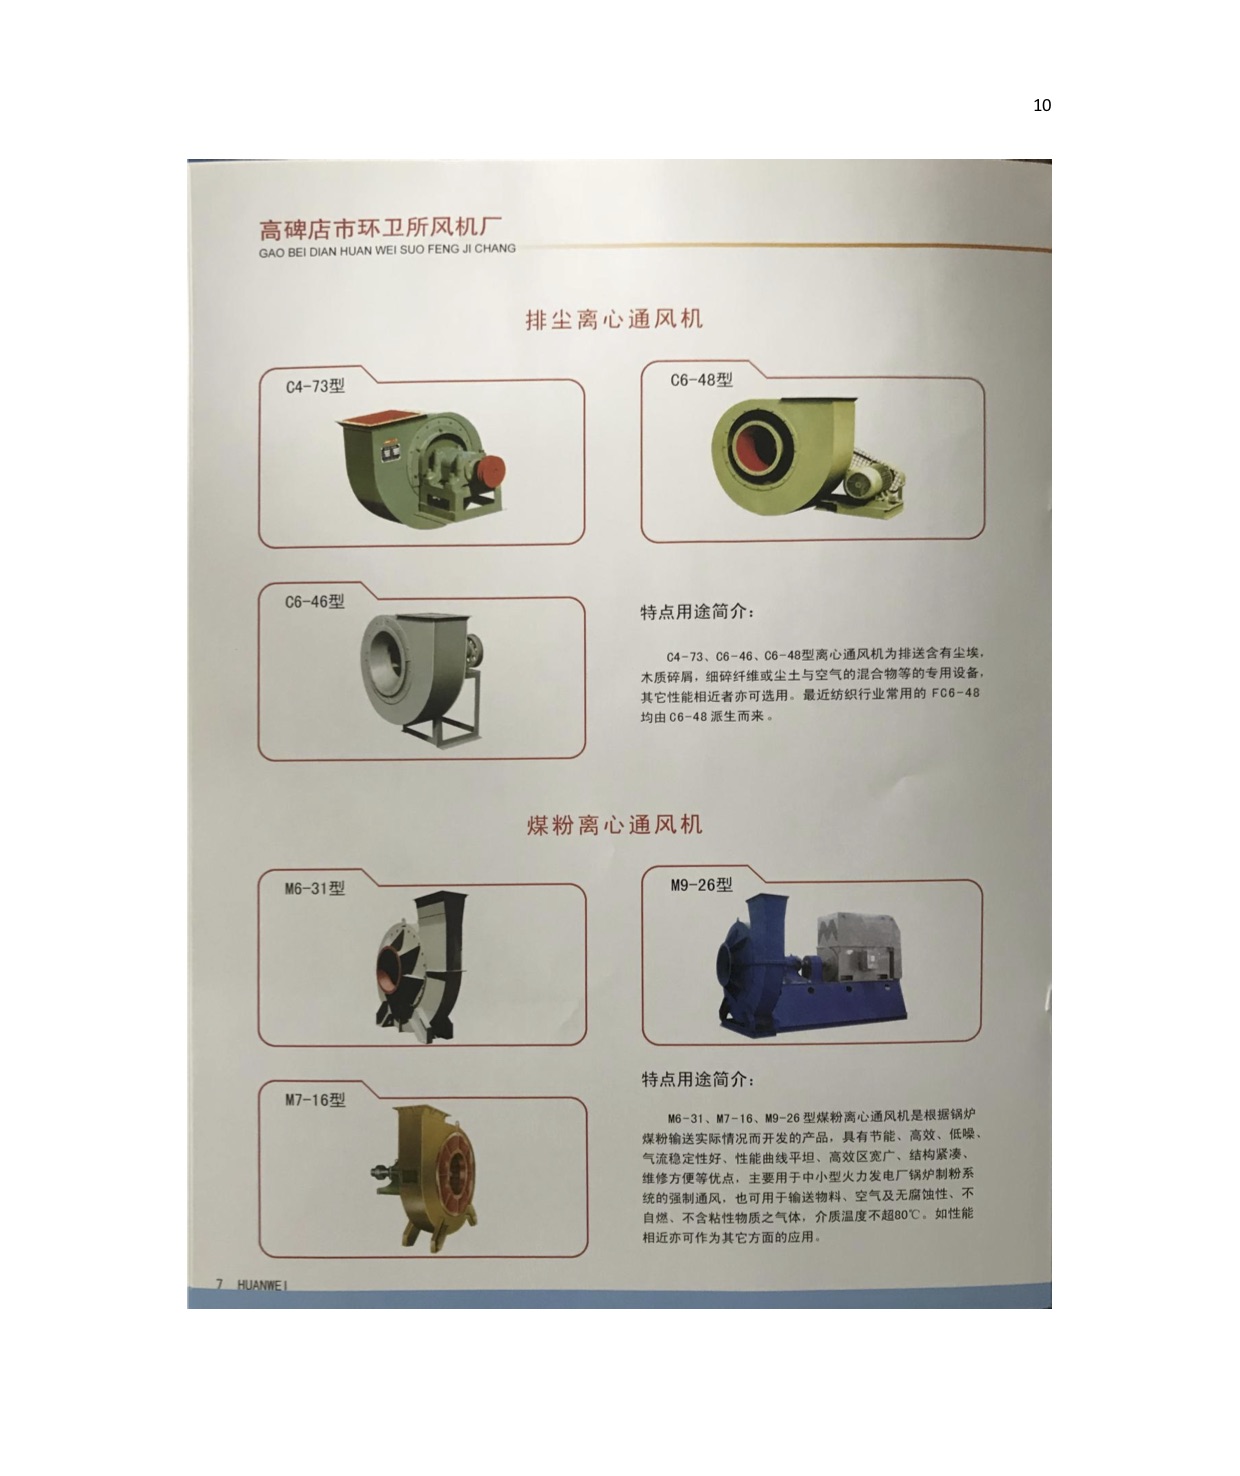 10
高碑店市环卫所风机厂
GAO BEI DIAN HUAN WEI SUO FENG JI CHANG
排尘离心通风机
C4-73型
C6-48型
C6-46型
特点用途简介：
C4-73、C6-46、C6-48型离心通风机为排送含有尘埃，
木质碎屑，细碎纤维或尘土与空气的混合物等的专用设备，
其它性能相近者亦可选用。最近纺织行业常用的 FC6-48
均由 C6-48 派生而来。
煤粉离心通风机
M6-31型
M9-26型
M7-16型
特点用途简介：
M6-31、M7-16、M9-26 型煤粉离心通风机是根据锅炉
煤粉输送实际情况而开发的产品，具有节能、高效、低噪、
气流稳定性好、性能曲线平坦、高效区宽广、结构紧凑、
维修方便等优点，主要用于中小型火力发电厂锅炉制粉系
统的强制通风，也可用于输送物料、空气及无腐蚀性、不
自燃、不含粘性物质之气体，介质温度不超80℃。如性能
相近亦可作为其它方面的应用。
7 HUANWEI